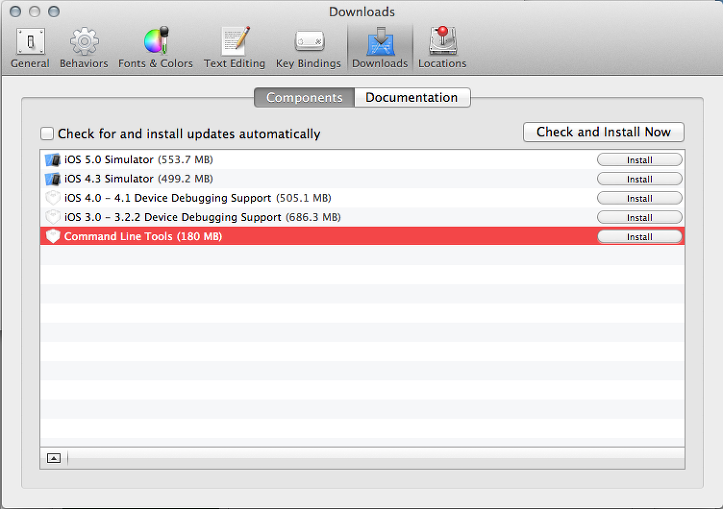 Downloads
General Behaviors Fonts & Colors Text Editing Key Bindings Downloads Locations
Components Documentation
Check for and install updates automatically Check and Install Now
iOS 5.0 Simulator (553.7 MB) Install
iOS 4.3 Simulator (499.2 MB) Install
iOS 4.0 – 4.1 Device Debugging Support (505.1 MB) Install
iOS 3.0 – 3.2.2 Device Debugging Support (686.3 MB) Install
Command Line Tools (180 MB) Install